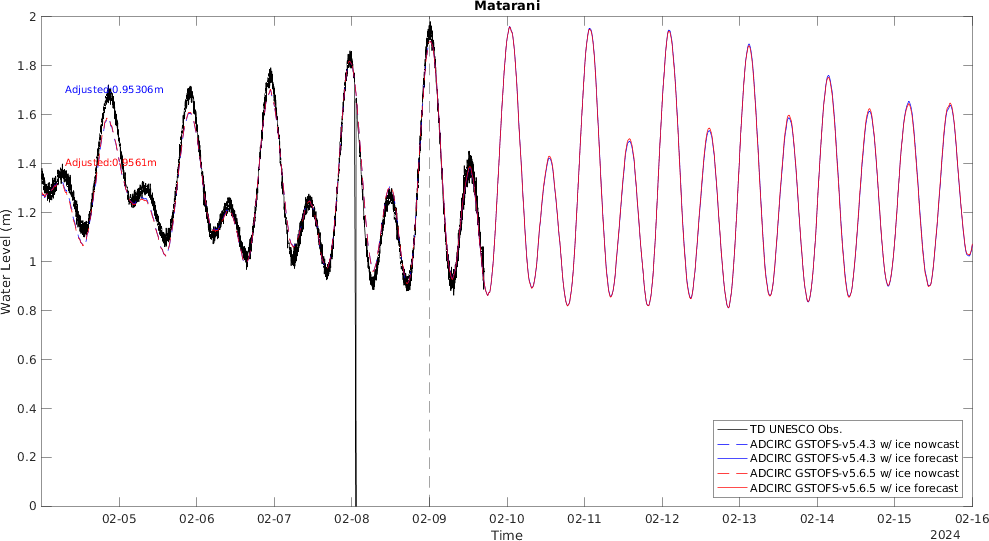 Matarani
2
1.8
1.6
1.4
1.2
1
0.8
0.6
0.4
0.2
0
Water Level (m)
Adjusted:0.95306m
Adjusted:0.9561m
TD UNESCO Obs.
ADCIRC GSTOFS-v5.4.3 w/ ice nowcast
ADCIRC GSTOFS-v5.4.3 w/ ice forecast
ADCIRC GSTOFS-v5.6.5 w/ ice nowcast
ADCIRC GSTOFS-v5.6.5 w/ ice forecast
02-05 02-06 02-07 02-08 02-09 02-10 02-11 02-12 02-13 02-14 02-15 02-16
Time
2024